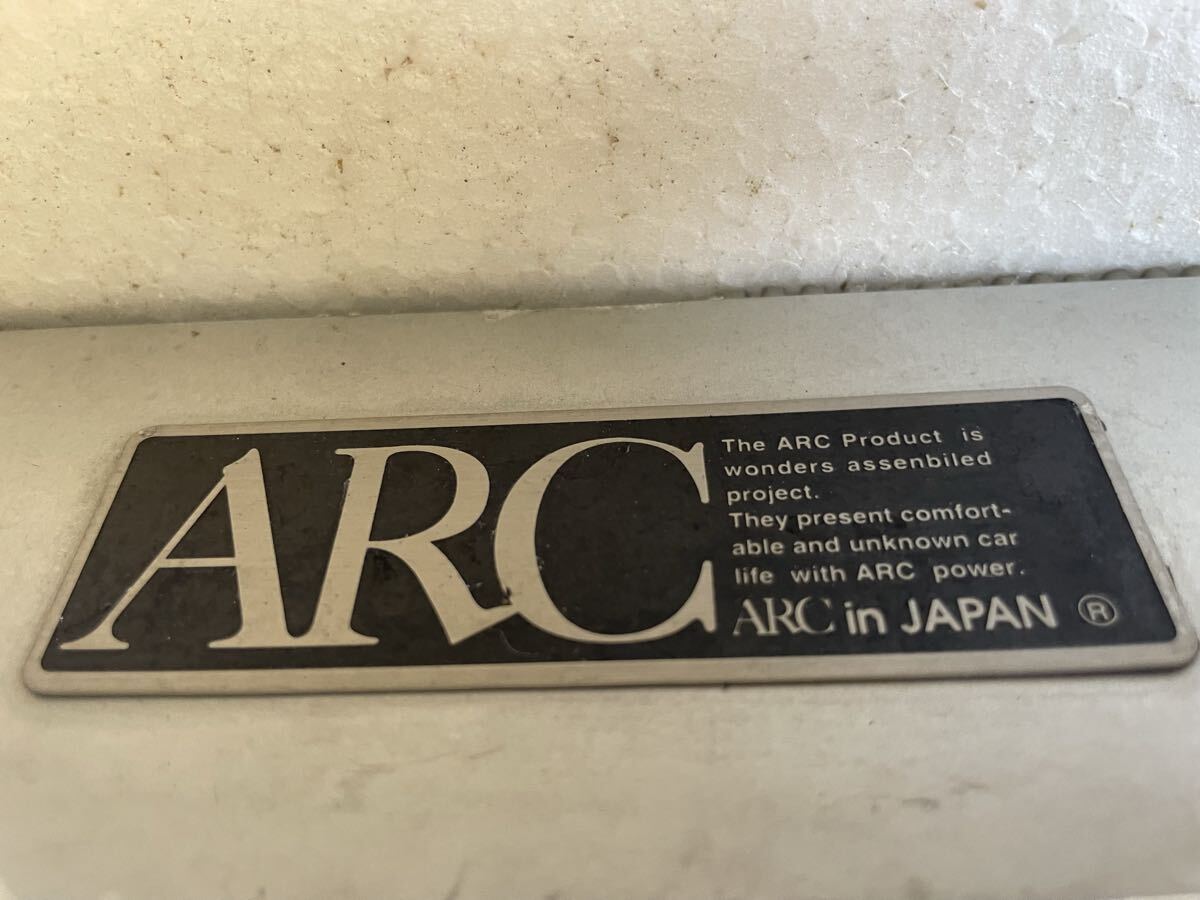 ARC
The ARC Product is
wonders assenbiled
project.
They present comfort-
able and unknown car
life with ARC power.
ARC in JAPAN ®